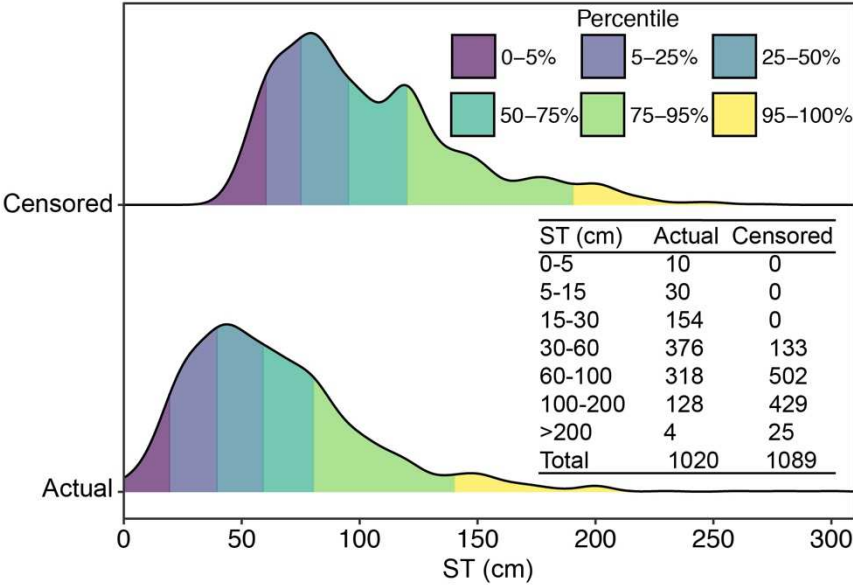 Percentile
0–5% 5–25% 25–50%
50–75% 75–95% 95–100%
Censored
ST (cm) Actual Censored
0-5 10 0
5-15 30 0
15-30 154 0
30-60 376 133
60-100 318 502
100-200 128 429
>200 4 25
Total 1020 1089
Actual
0 50 100 150 200 250 300
ST (cm)